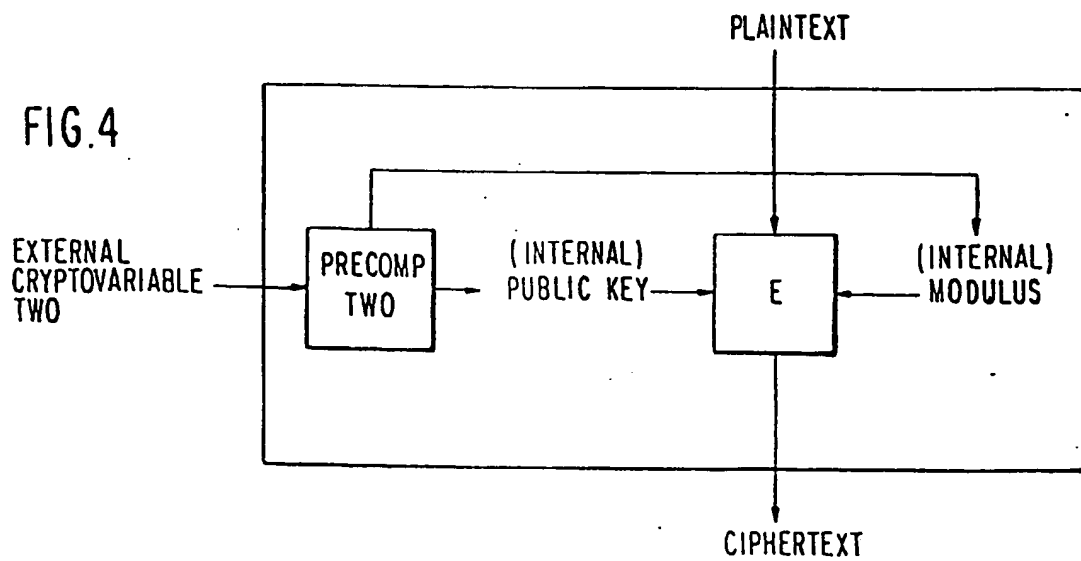 PLAINTEXT
FIG.4
EXTERNAL
CRYPTOVARIABLE
TWO
PRECOMP
TWO
(INTERNAL)
PUBLIC KEY
E
(INTERNAL)
MODULUS
CIPHERTEXT